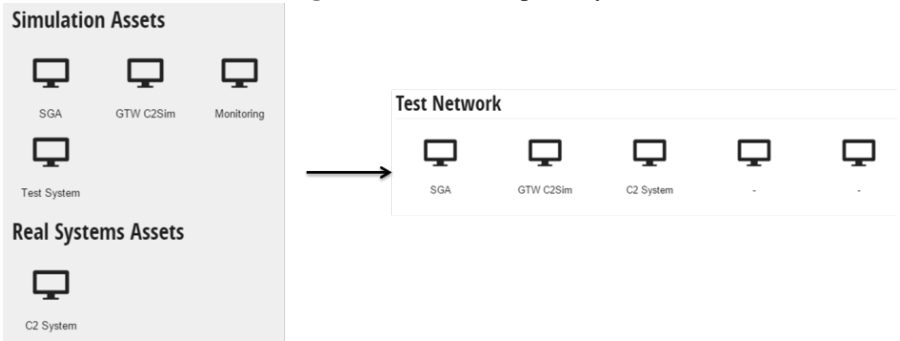 Simulation Assets
SGA GTW C2Sim Monitoring
Test System
Real Systems Assets
C2 System
Test Network
SGA GTW C2Sim C2 System - -